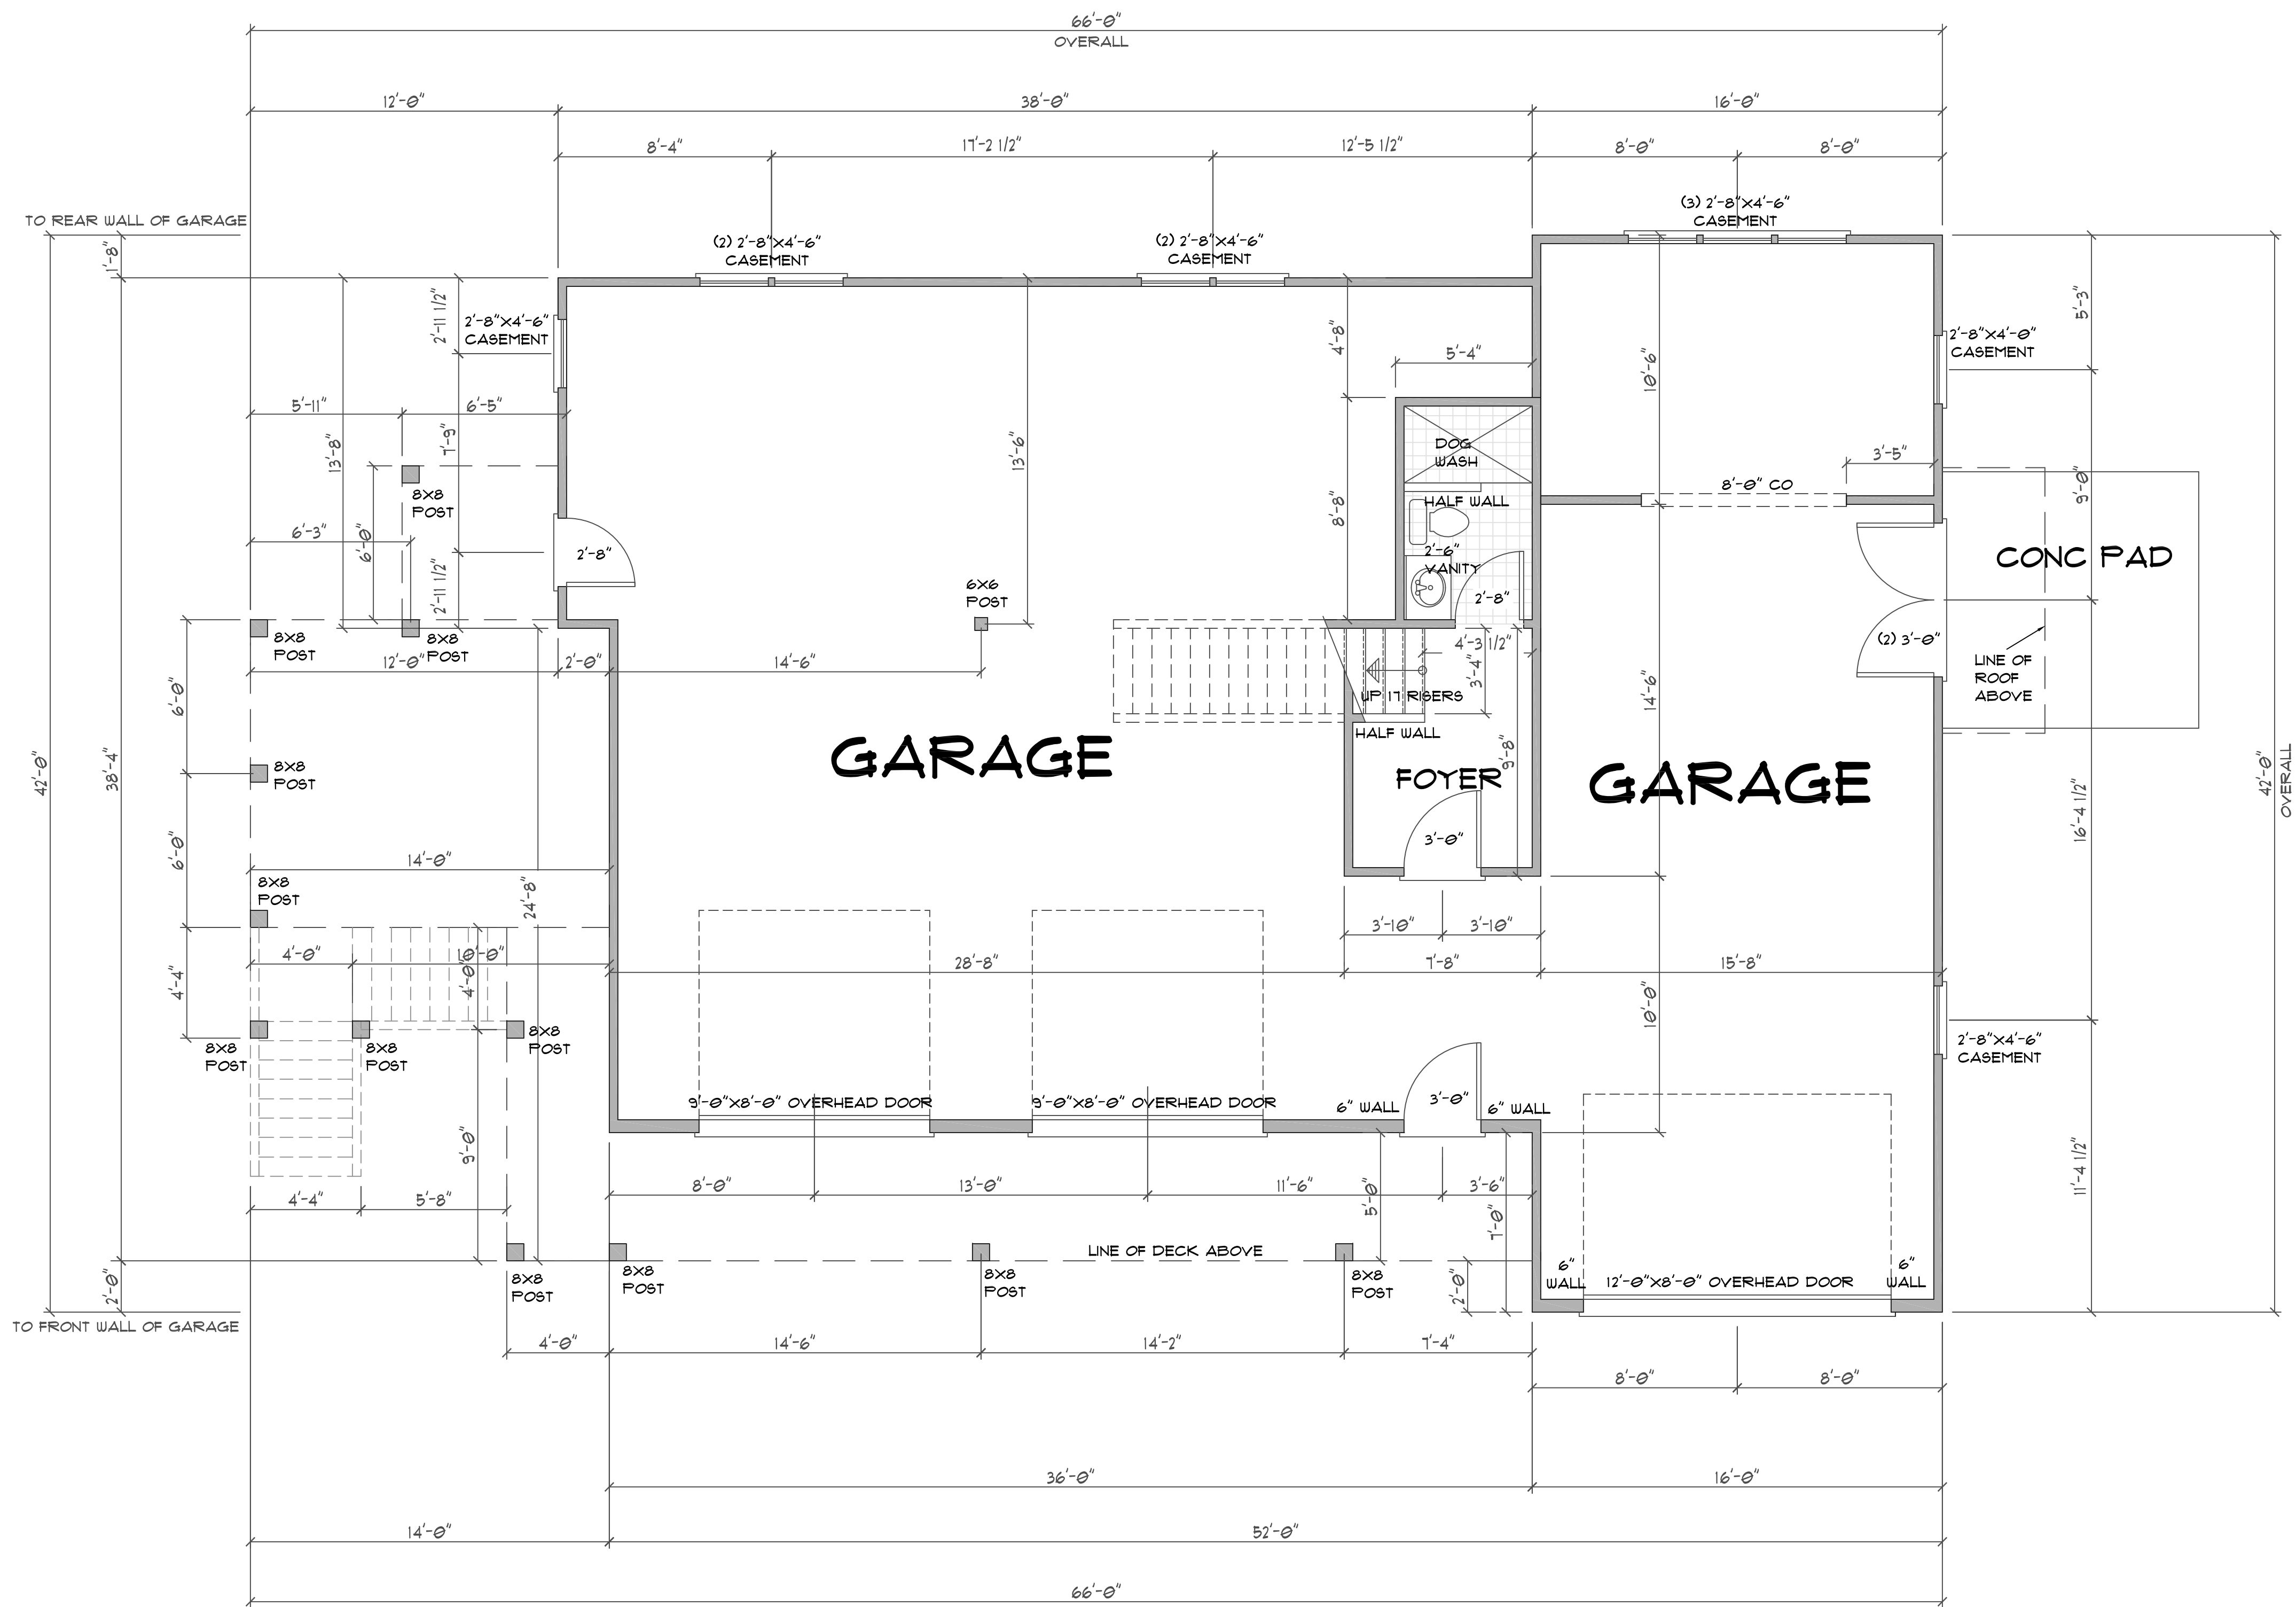 66'-0"
OVERALL
12'-0"
38'-0"
16'-0"
8'-4"
17'-2 1/2"
12'-5 1/2"
8'-0"
8'-0"
TO REAR WALL OF GARAGE
(2) 2'-8"X4'-6"
CASEMENT
(2) 2'-8"X4'-6"
CASEMENT
(3) 2'-8"X4'-6"
CASEMENT
1'-8"
2'-11 1/2"
2'-8"X4'-6"
CASEMENT
4'-8"
5'-4"
10'-6"
5'-3"
2'-8"X4'-0"
CASEMENT
5'-11"
6'-5"
13'-8"
7'-9"
13'-6"
DOG
WASH
3'-5"
8X8
POST
8'-8"
HALF WALL
8'-0" CO
9'-0"
6'-3"
6'-0"
2'-8"
2'-6"
VANITY
CONC PAD
2'-11 1/2"
6X6
POST
2'-8"
8X8
POST
8X8
POST
4'-3 1/2"
(2) 3'-0"
12'-0"
2'-0"
14'-6"
3'-4"
LINE OF
ROOF
ABOVE
6'-0"
UP 17 RISERS
14'-6"
HALF WALL
42'-0"
38'-4"
8X8
POST
GARAGE
FOYER
9'-8"
GARAGE
16'-4 1/2"
42'-0"
OVERALL
6'-0"
14'-0"
3'-0"
8X8
POST
24'-8"
3'-10"
3'-10"
4'-0"
4'-0"
10'-0"
28'-8"
7'-8"
15'-8"
4'-4"
10'-0"
8X8
POST
8X8
POST
8X8
POST
2'-8"X4'-6"
CASEMENT
9'-0"X8'-0" OVERHEAD DOOR
9'-0"X8'-0" OVERHEAD DOOR
6" WALL
3'-0"
6" WALL
9'-0"
11'-4 1/2"
4'-4"
5'-8"
8'-0"
13'-0"
11'-6"
3'-6"
5'-0"
7'-0"
LINE OF DECK ABOVE
2'-0"
8X8
POST
8X8
POST
8X8
POST
8X8
POST
2'-0"
6"
WALL
12'-0"X8'-0" OVERHEAD DOOR
6"
WALL
TO FRONT WALL OF GARAGE
4'-0"
14'-6"
14'-2"
7'-4"
8'-0"
8'-0"
36'-0"
16'-0"
14'-0"
52'-0"
66'-0"